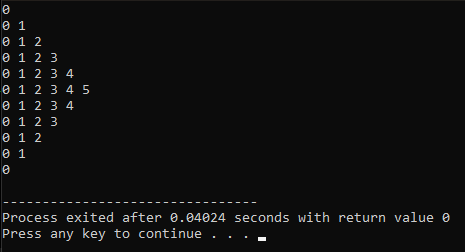 0
0 1
0 1 2
0 1 2 3
0 1 2 3 4
0 1 2 3 4 5
0 1 2 3 4
0 1 2 3
0 1 2
0 1
0
--------------------------------
Process exited after 0.04024 seconds with return value 0
Press any key to continue . . .